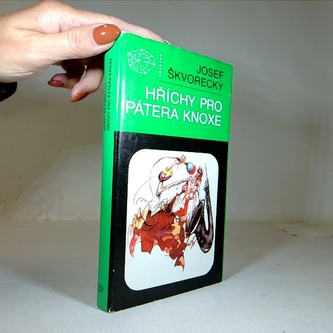 JOSEF
ŠKVORECKÝ
HŘÍCHY PRO
PÁTERA KNOXE